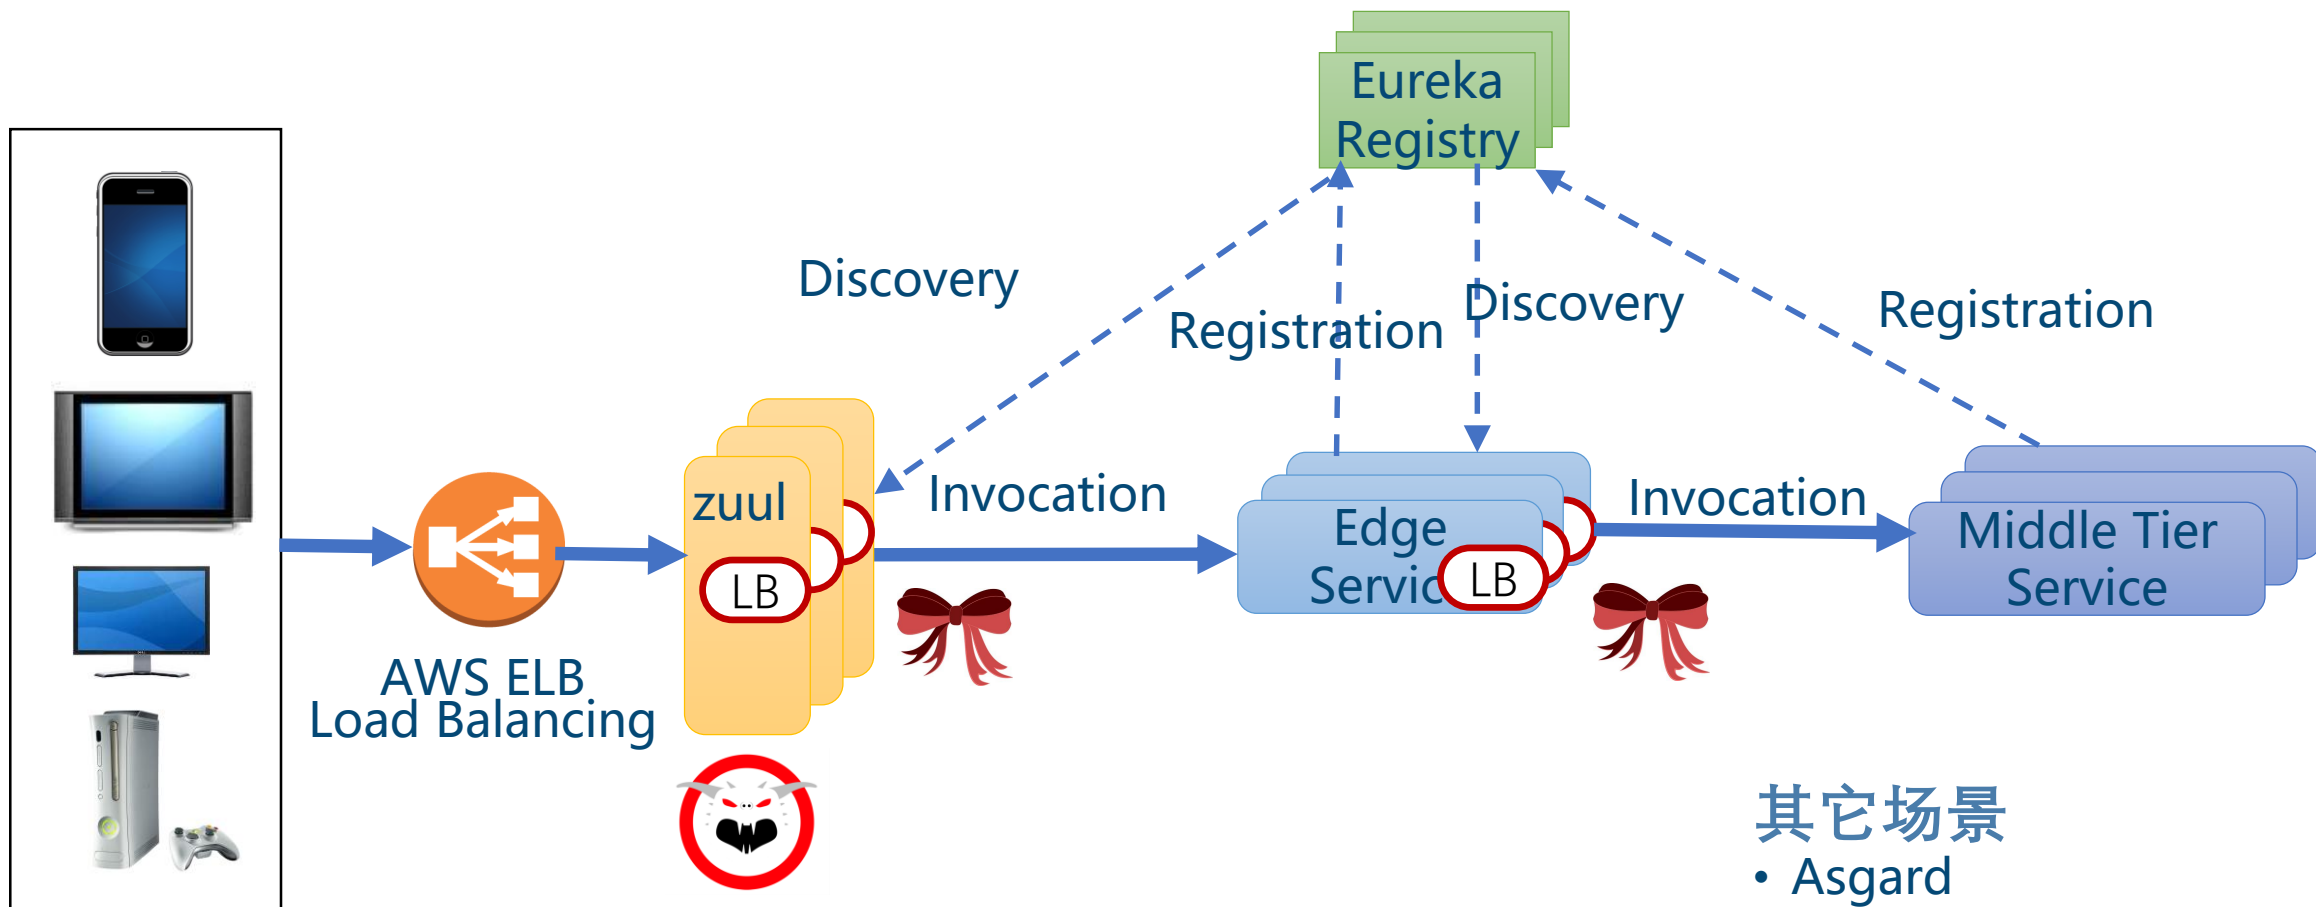 Eureka
Registry
Discovery
Registration
Discovery
Registration
zuul
LB
Invocation
Edge
Servic
LB
Invocation
Middle Tier
Service
AWS ELB
Load Balancing
其它场景
• Asgard